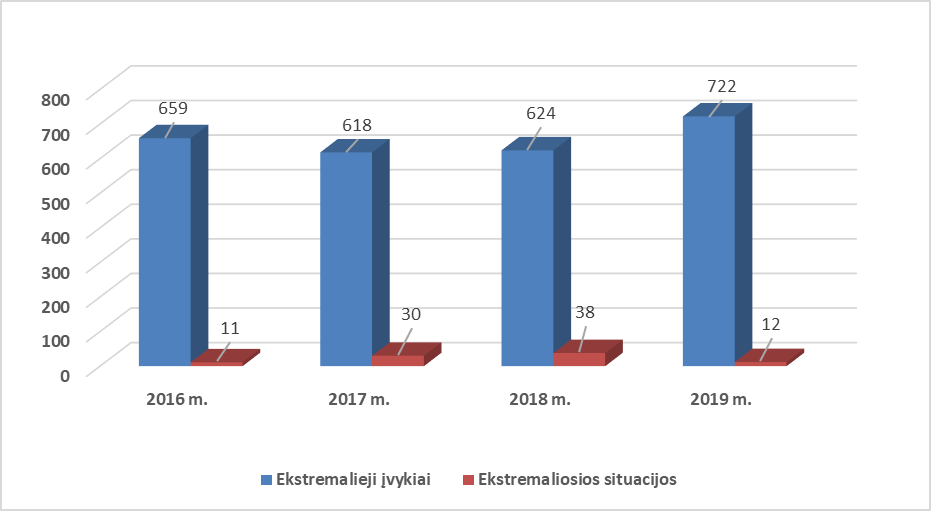 800
700
600
500
400
300
200
100
0
659
11
618
30
624
38
722
12
2016 m.
2017 m.
2018 m.
2019 m.
Ekstremalieji įvykiai
Ekstremaliosios situacijos